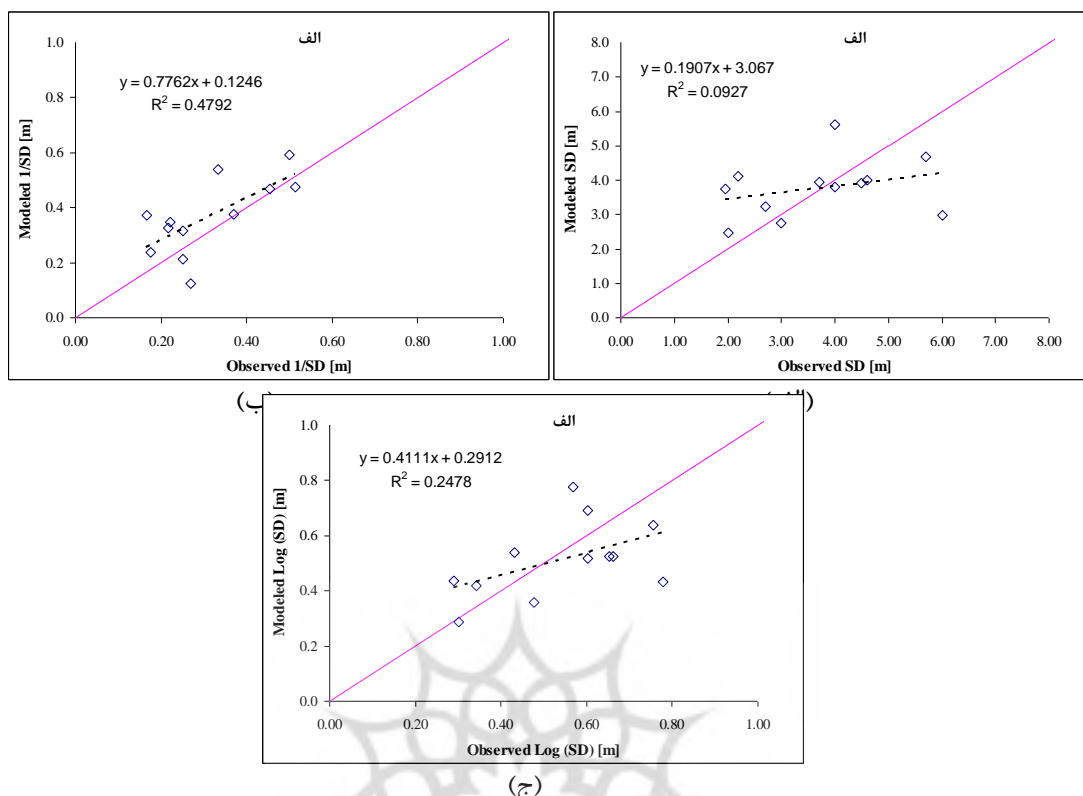 الف
y = 0.7762x + 0.1246
R² = 0.4792
Modeled 1/SD [m]
1.0
0.8
0.6
0.4
0.2
0.0
0.00 0.20 0.40 0.60 0.80 1.00
Observed 1/SD [m]
(ب)
الف
y = 0.1907x + 3.067
R² = 0.0927
Modeled SD [m]
8.0
7.0
6.0
5.0
4.0
3.0
2.0
1.0
0.0
0.00 1.00 2.00 3.00 4.00 5.00 6.00 7.00 8.00
Observed SD [m]
الف
y = 0.4111x + 0.2912
R² = 0.2478
Modeled Log (SD) [m]
1.0
0.8
0.6
0.4
0.2
0.0
0.00 0.20 0.40 0.60 0.80 1.00
Observed Log (SD) [m]
(ج)